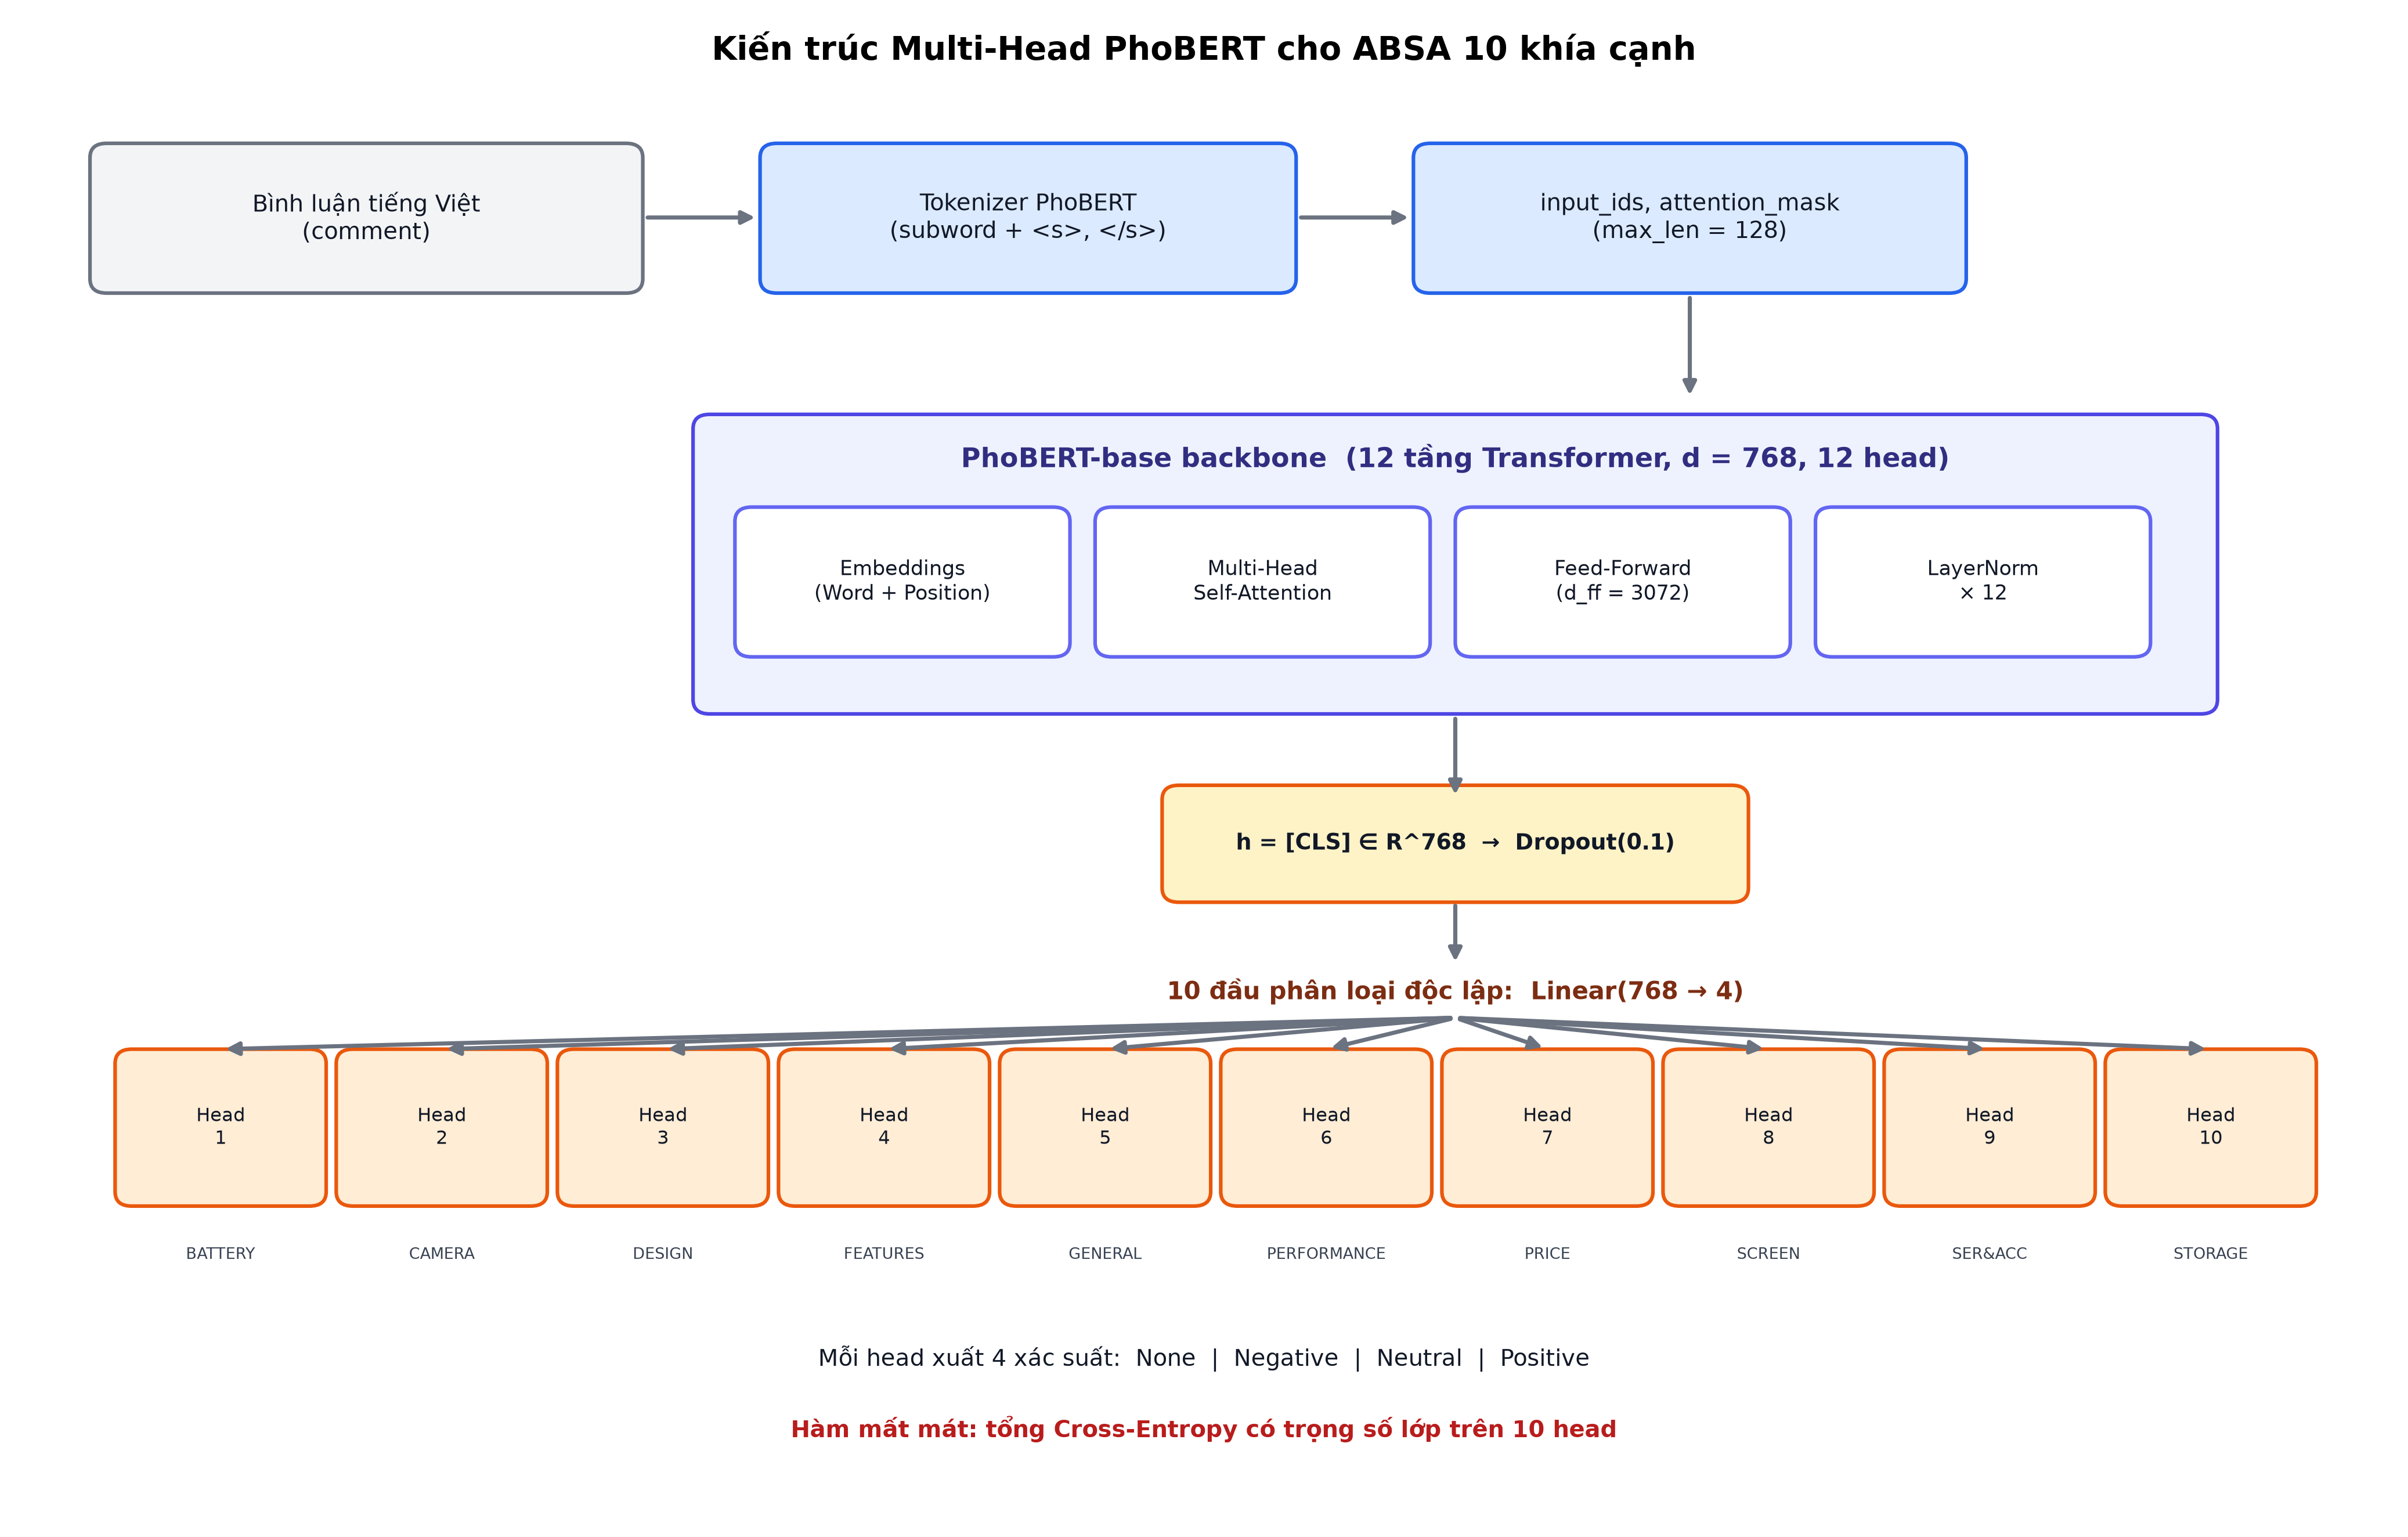 Kiến trúc Multi-Head PhoBERT cho ABSA 10 khía cạnh
Bình luận tiếng Việt
(comment)
Tokenizer PhoBERT
(subword + <s>, </s>)
input_ids, attention_mask
(max_len = 128)
PhoBERT-base backbone (12 tầng Transformer, d = 768, 12 head)
Embeddings
(Word + Position)
Multi-Head
Self-Attention
Feed-Forward
(d_ff = 3072)
LayerNorm
× 12
h = [CLS] ∈ R^768 → Dropout(0.1)
10 đầu phân loại độc lập: Linear(768 → 4)
Head
1
Head
2
Head
3
Head
4
Head
5
Head
6
Head
7
Head
8
Head
9
Head
10
BATTERY
CAMERA
DESIGN
FEATURES
GENERAL
PERFORMANCE
PRICE
SCREEN
SER&ACC
STORAGE
Mỗi head xuất 4 xác suất: None | Negative | Neutral | Positive
Hàm mất mát: tổng Cross-Entropy có trọng số lớp trên 10 head